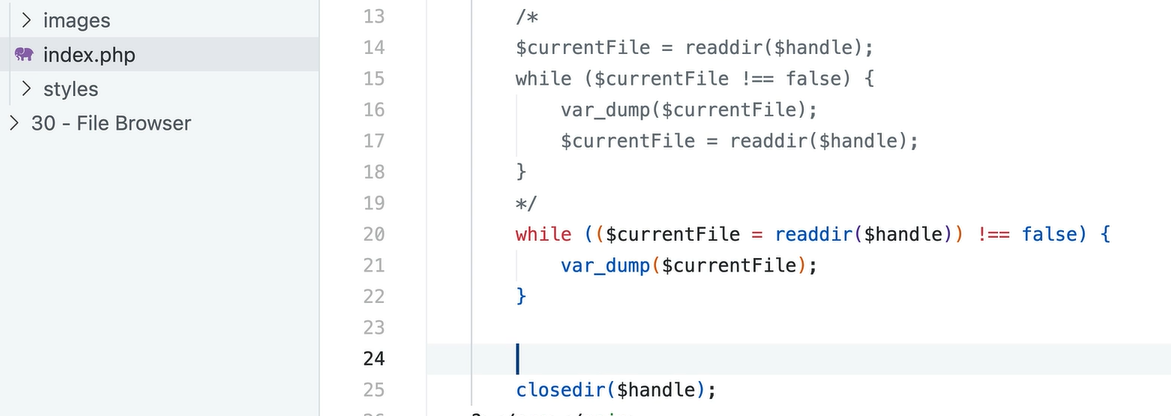 images
index.php
styles
30 - File Browser
13 /*
14 $currentFile = readdir($handle);
15 while ($currentFile !== false) {
16 var_dump($currentFile);
17 $currentFile = readdir($handle);
18 }
19 */
20 while (($currentFile = readdir($handle)) !== false) {
21 var_dump($currentFile);
22 }
23
24
25 closedir($handle);